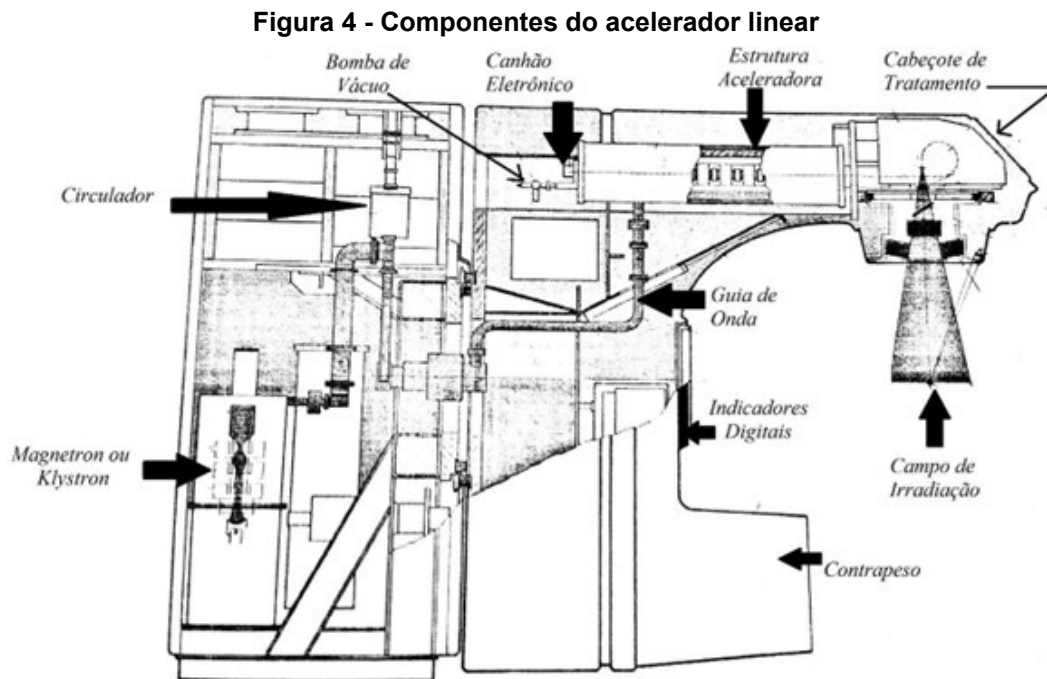 Figura 4 - Componentes do acelerador linear
Bomba de
Vácuo
Canhão
Eletrônico
Estrutura
Aceleradora
Cabeçote de
Tratamento
Circulador
Guia de
Onda
Indicadores
Digitais
Magnetron ou
Klystron
Campo de
Irradiação
Contrapeso